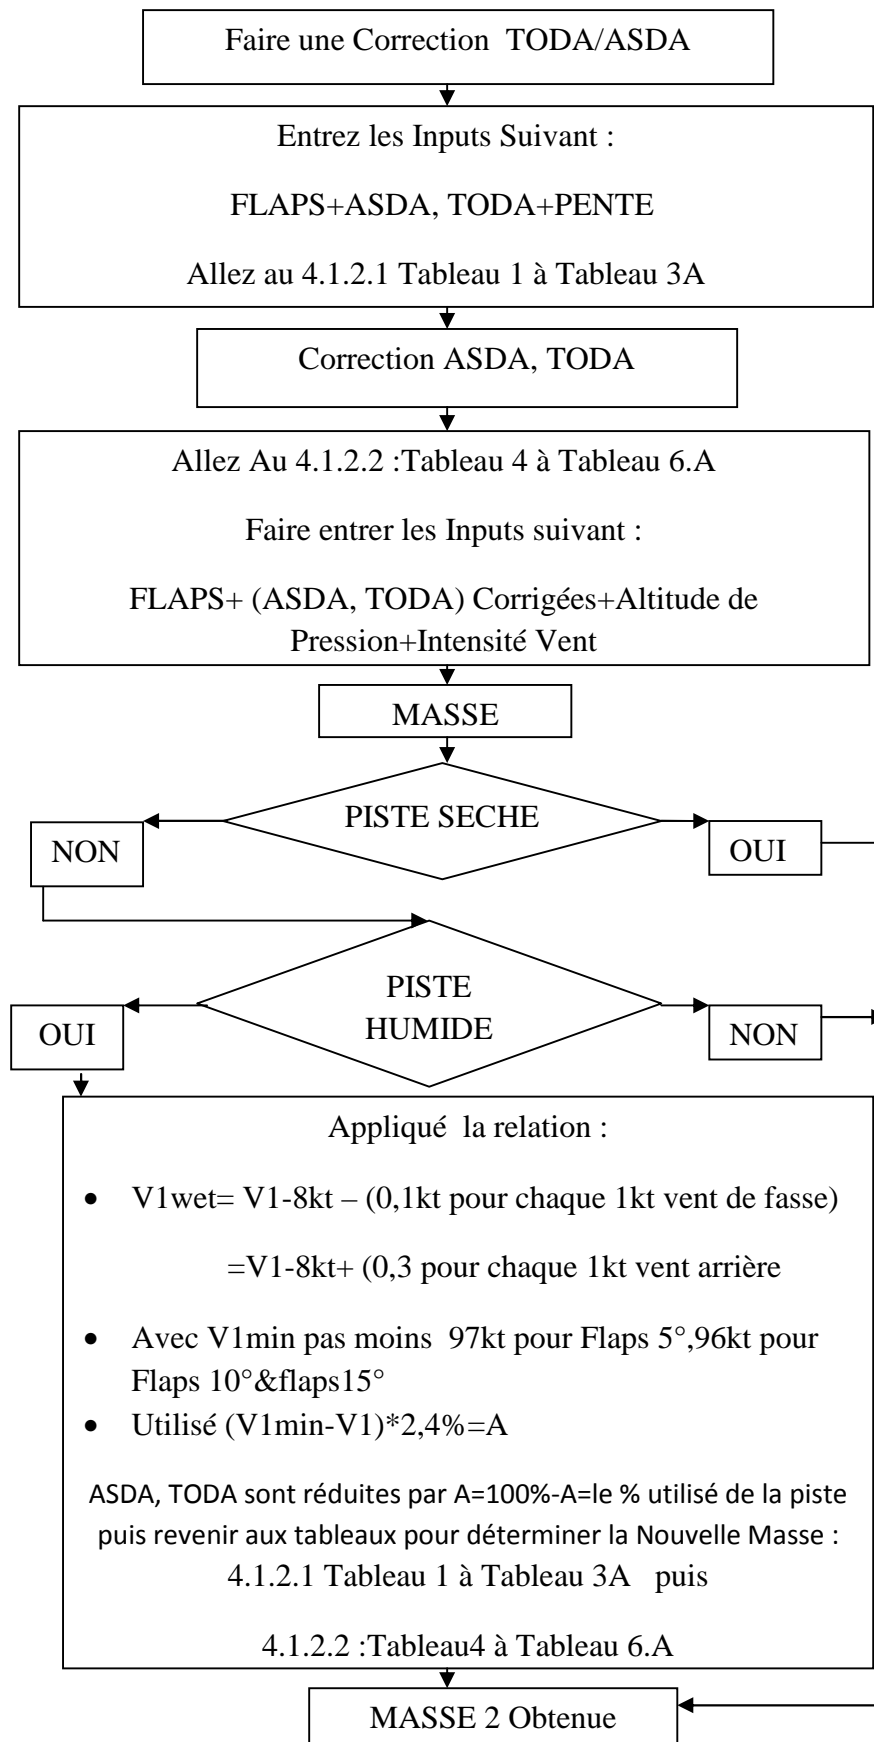 Faire une Correction TODA/ASDA
Entrez les Inputs Suivant :
FLAPS+ASDA, TODA+PENTE
Allez au 4.1.2.1 Tableau 1 à Tableau 3A
Correction ASDA, TODA
Allez Au 4.1.2.2 :Tableau 4 à Tableau 6.A
Faire entrer les Inputs suivant :
FLAPS+ (ASDA, TODA) Corrigées+Altitude de
Pression+Intensité Vent
MASSE
PISTE SECHE
NON
OUI
PISTE
HUMIDE
OUI
NON
Appliqué la relation :
• V1wet= V1-8kt – (0,1kt pour chaque 1kt vent de fasse)
=V1-8kt+ (0,3 pour chaque 1kt vent arrière
• Avec V1min pas moins 97kt pour Flaps 5°,96kt pour
Flaps 10°&flaps15°
• Utilisé (V1min-V1)*2,4%=A
ASDA, TODA sont réduites par A=100%-A=le % utilisé de la piste
puis revenir aux tableaux pour déterminer la Nouvelle Masse :
4.1.2.1 Tableau 1 à Tableau 3A puis
4.1.2.2 :Tableau4 à Tableau 6.A
MASSE 2 Obtenue